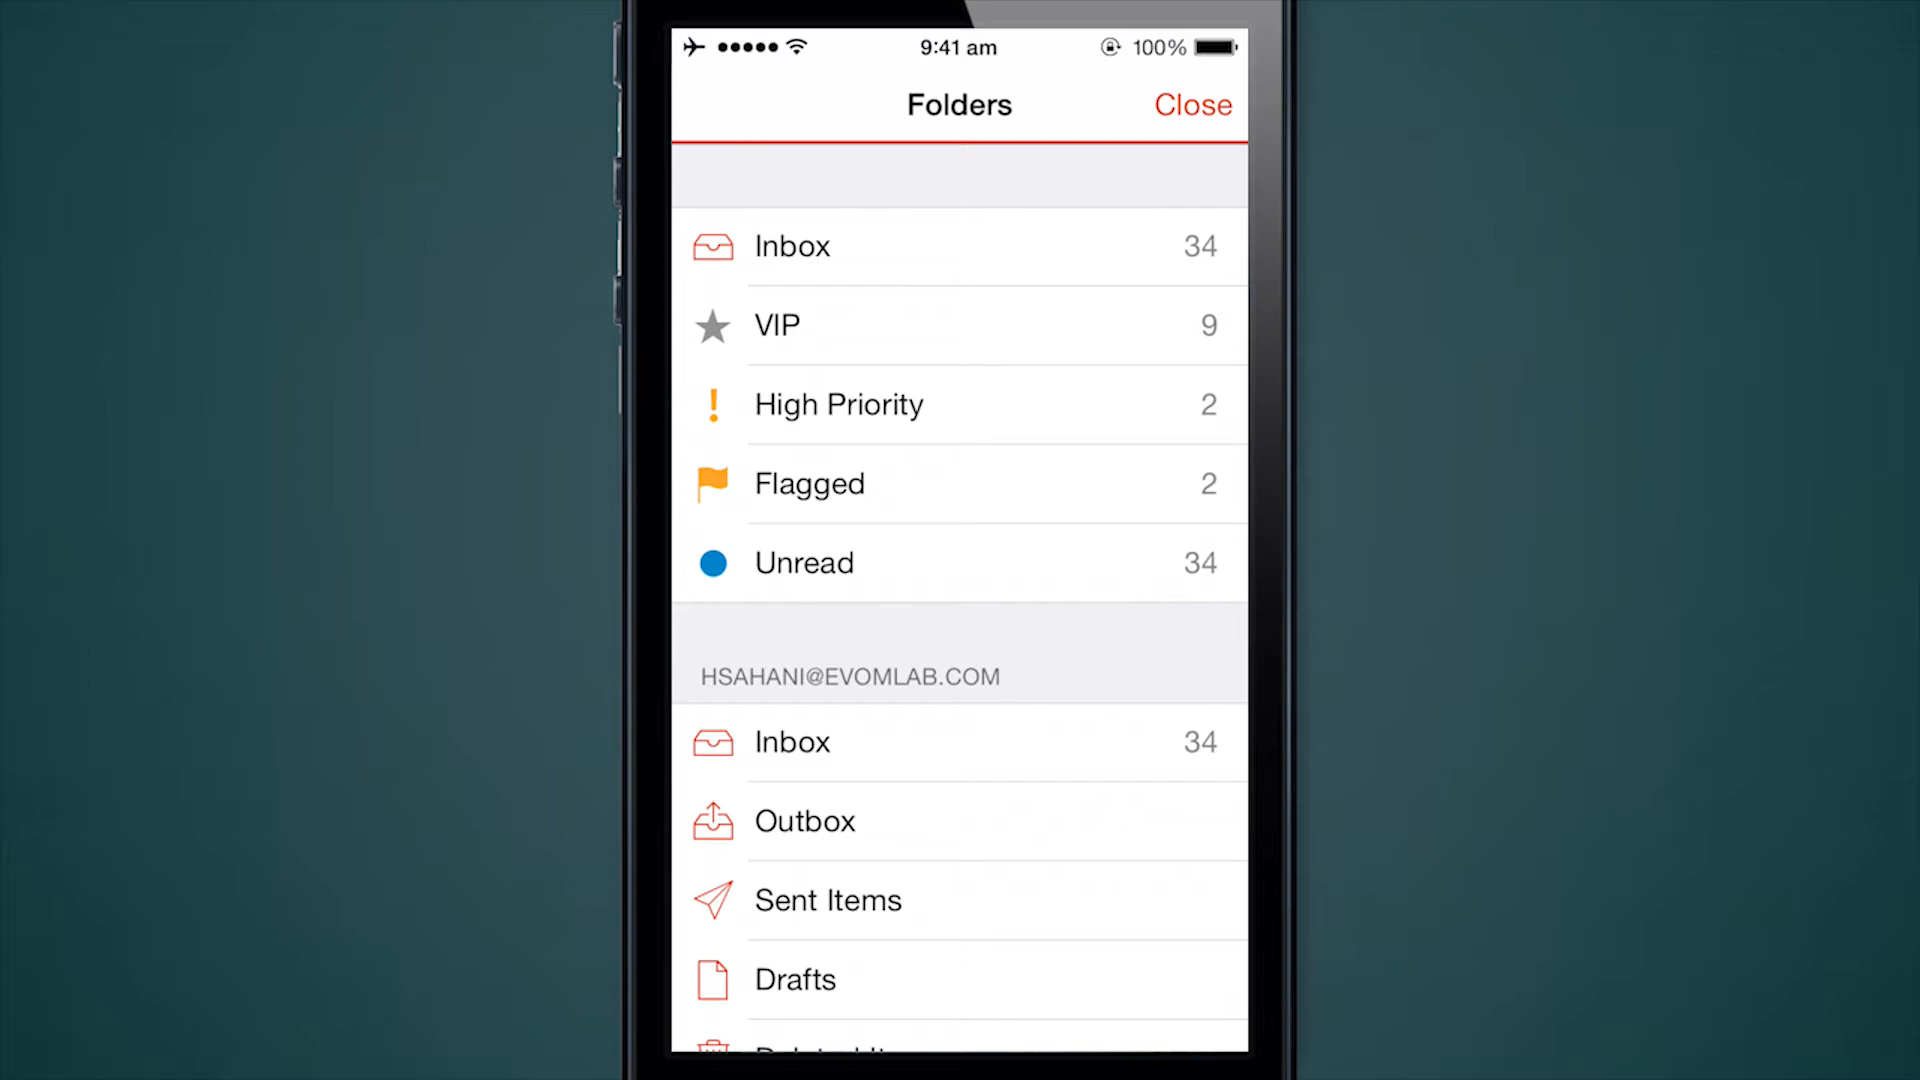 9:41 am 100%
Folders Close
Inbox 34
VIP 9
High Priority 2
Flagged 2
Unread 34
HSAHANI@EVOMLAB.COM
Inbox 34
Outbox
Sent Items
Drafts